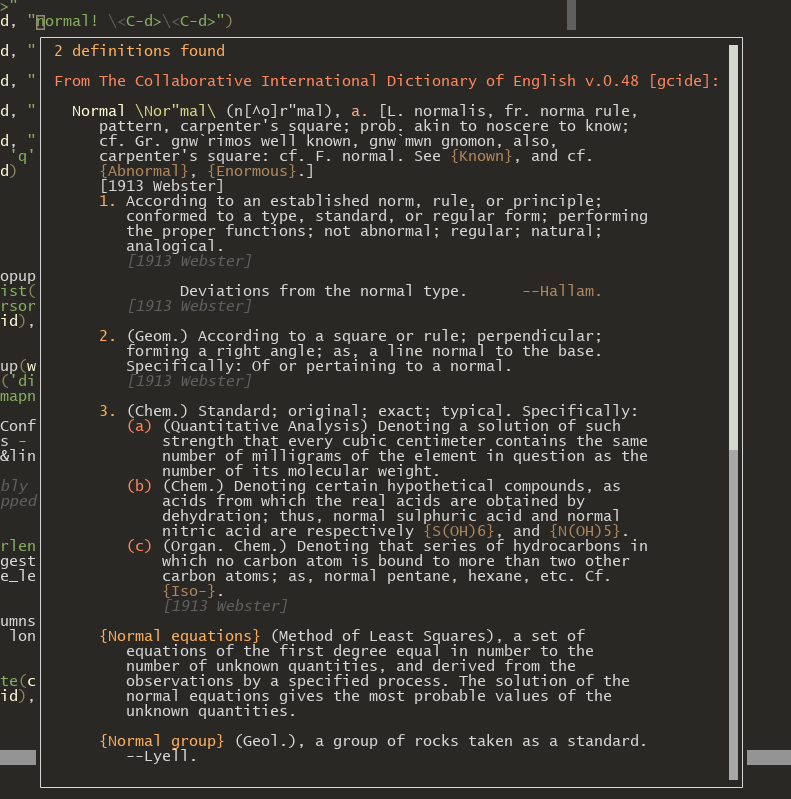 >"
d, "normal! \<C-d>\<C-d>")
d, "
2 definitions found
d, "
From The Collaborative International Dictionary of English v.0.48 [gcide]:
d, "
Normal \Nor"mal\ (n[^o]r"mal), a. [L. normalis, fr. norma rule,
pattern, carpenter's square; prob. akin to noscere to know;
d, "
cf. Gr. gnw`rimos well known, gnw`mwn gnomon, also,
'q'
carpenter's square: cf. F. normal. See {Known}, and cf.
d)
{Abnormal}, {Enormous}.]
[1913 Webster]
1. According to an established norm, rule, or principle;
conformed to a type, standard, or regular form; performing
the proper functions; not abnormal; regular; natural;
analogical.
[1913 Webster]
opup
ist(
Deviations from the normal type. --Hallam.
rsor
[1913 Webster]
id),
2. (Geom.) According to a square or rule; perpendicular;
forming a right angle; as, a line normal to the base.
up(w
Specifically: Of or pertaining to a normal.
('di
[1913 Webster]
mapn
3. (Chem.) Standard; original; exact; typical. Specifically:
Conf
(a) (Quantitative Analysis) Denoting a solution of such
s -
strength that every cubic centimeter contains the same
&lin
number of milligrams of the element in question as the
number of its molecular weight.
bly
(b) (Chem.) Denoting certain hypothetical compounds, as
pped
acids from which the real acids are obtained by
dehydration; thus, normal sulphuric acid and normal
nitric acid are respectively {S(OH)6}, and {N(OH)5}.
rlen
(c) (Organ. Chem.) Denoting that series of hydrocarbons in
gest
which no carbon atom is bound to more than two other
e_le
carbon atoms; as, normal pentane, hexane, etc. Cf.
{Iso-}.
[1913 Webster]
umns
lon
{Normal equations} (Method of Least Squares), a set of
equations of the first degree equal in number to the
number of unknown quantities, and derived from the
te(c
observations by a specified process. The solution of the
id),
normal equations gives the most probable values of the
unknown quantities.
{Normal group} (Geol.), a group of rocks taken as a standard.
--Lyell.